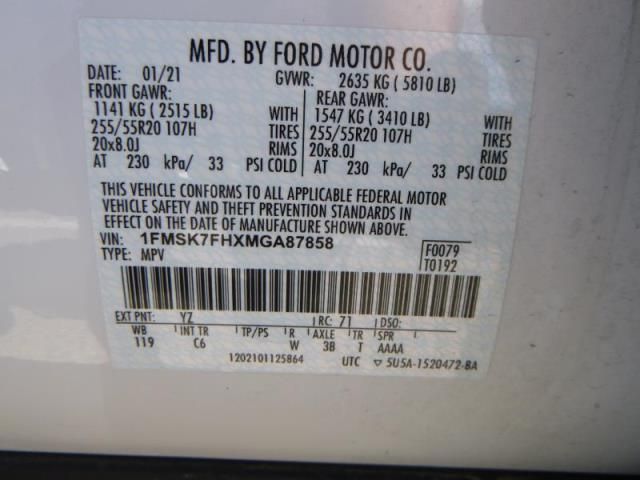 MFD. BY FORD MOTOR CO.
DATE: 01/21 GVWR: 2635 KG ( 5810 LB)
FRONT GAWR: REAR GAWR:
1141 KG ( 2515 LB) WITH 1547 KG ( 3410 LB) WITH
255/55R20 107H TIRES 255/55R20 107H TIRES
20x8.0J RIMS 20x8.0J RIMS
AT 230 kPa/ 33 PSI COLD AT 230 kPa/ 33 PSI COLD
THIS VEHICLE CONFORMS TO ALL APPLICABLE FEDERAL MOTOR
VEHICLE SAFETY AND THEFT PREVENTION STANDARDS IN
EFFECT ON THE DATE OF MANUFACTURE SHOWN ABOVE.
VIN: 1FMSK7FHXMGA87858 F0079
TYPE: MPV T0192
EXT PNT: YZ RC: 71 DSO:
WB INT TR TP/PS R AXLE TR SPR
119 C6 W 3B T AAAA
1202101125864 UTC ▽ 5U5A-1520472-BA